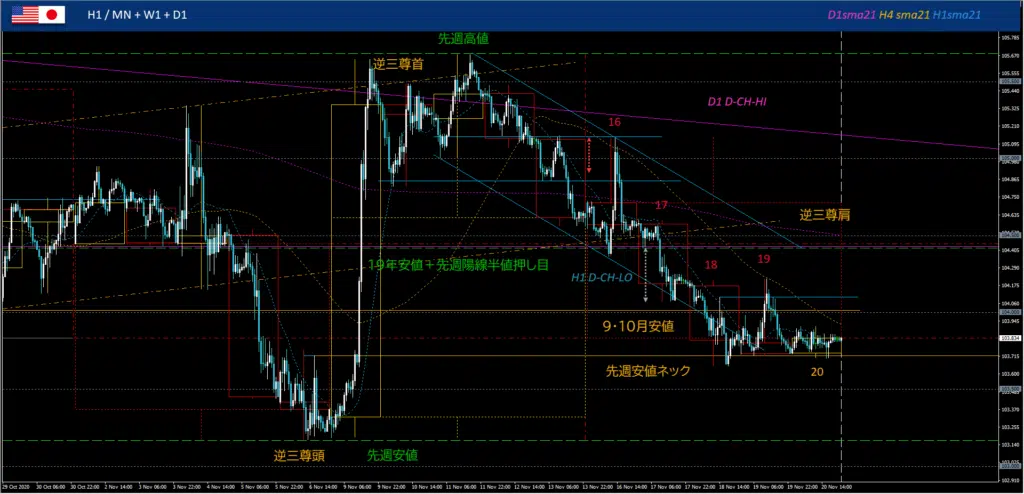 H1 / MN + W1 + D1
D1sma21 H4 sma21 H1sma21
先週高値
逆三尊首
D1 D-CH-HI
16
17
逆三尊肩
19年安値+先週陽線半値押し目
H1 D-CH-LO
18
19
9・10月安値
先週安値ネック
20
逆三尊頭
先週安値
105.785
105.670
105.440
105.325
105.210
105.095
105.000
104.865
104.750
104.635
104.290
104.175
104.060
104.000
103.945
103.834
103.715
103.600
103.500
103.370
103.255
103.140
103.000
102.910
29 Oct 2020
30 Oct 06:00
30 Oct 22:00
2 Nov 14:00
3 Nov 06:00
3 Nov 22:00
4 Nov 14:00
5 Nov 06:00
5 Nov 22:00
6 Nov 14:00
9 Nov 06:00
9 Nov 22:00
10 Nov 14:00
11 Nov 06:00
11 Nov 22:00
12 Nov 14:00
13 Nov 06:00
13 Nov 22:00
16 Nov 14:00
17 Nov 06:00
17 Nov 22:00
18 Nov 14:00
19 Nov 06:00
19 Nov 22:00
20 Nov 14:00